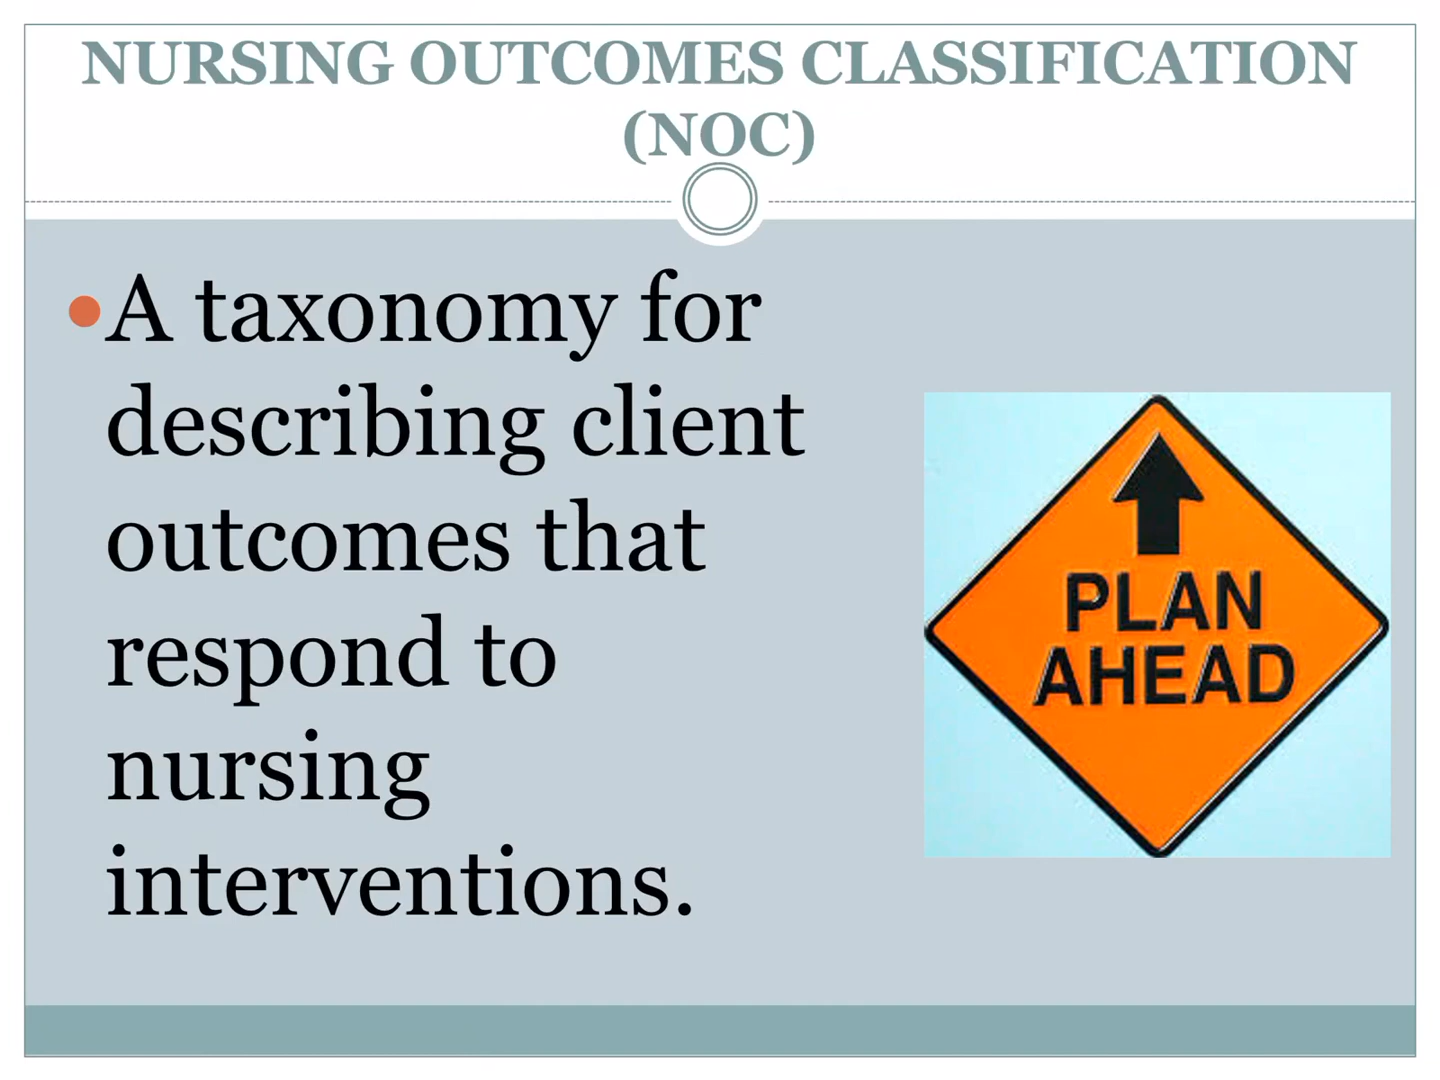 NURSING OUTCOMES CLASSIFICATION
(NOC)
A taxonomy for
describing client
outcomes that
respond to
nursing
interventions.
PLAN
AHEAD